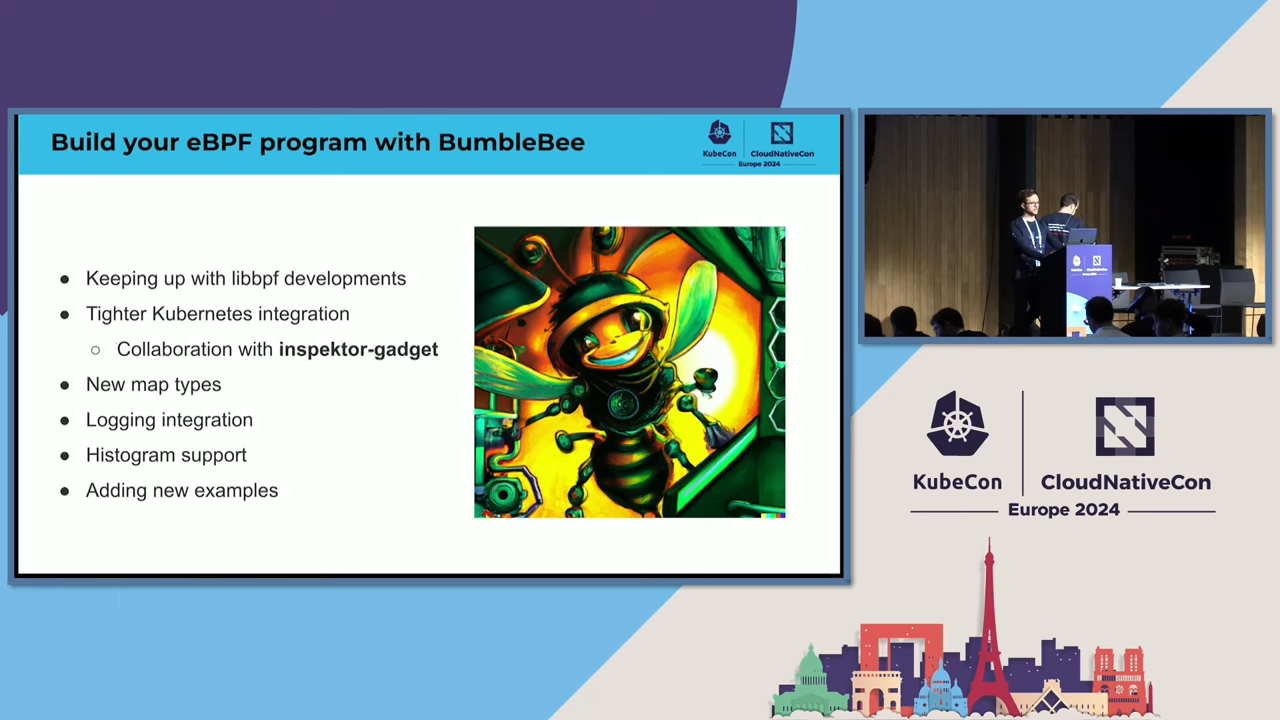 Build your eBPF program with BumbleBee
KubeCon
CloudNativeCon
Europe 2024
● Keeping up with libbpf developments
● Tighter Kubernetes integration
○ Collaboration with inspektor-gadget
● New map types
● Logging integration
● Histogram support
● Adding new examples
KubeCon
CloudNativeCon
Europe 2024